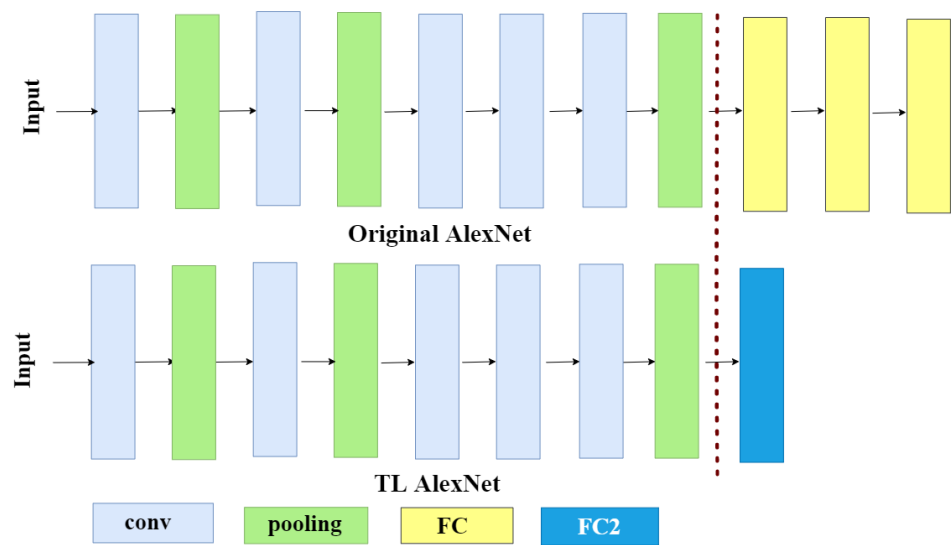 Input
Original AlexNet
Input
TL AlexNet
conv
pooling
FC
FC2